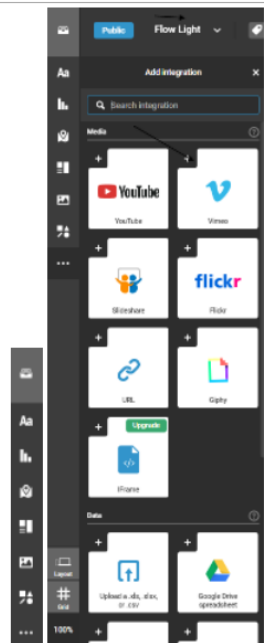 Public Flow Light
Aa
Add integration ×
Search integration
Media
YouTube
YouTube
Vimeo
Slideshare
flickr
Flickr
URL
Giphy
Upgrade
</>
iFrame
Data
Upload a .xls, .xlsx,
or .csv
Google Drive
spreadsheet
Layout
Grid
100%
Aa